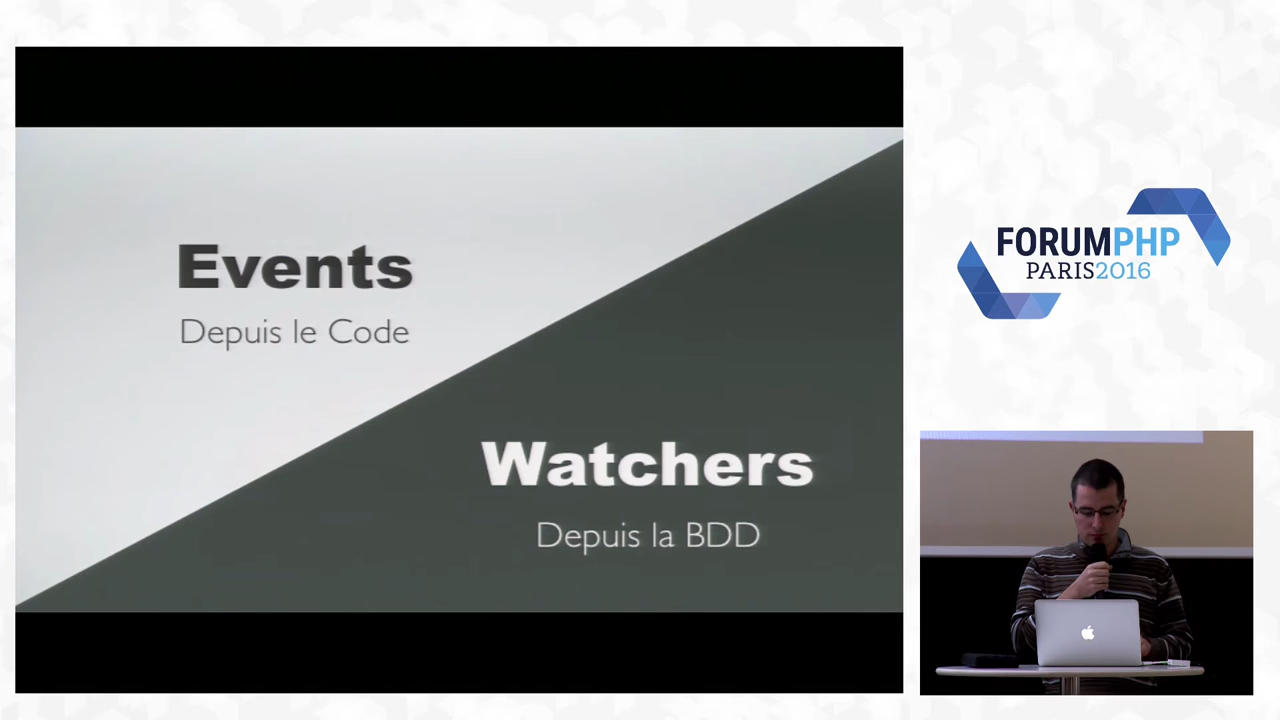 Events
Depuis le Code
Watchers
Depuis la BDD
FORUMPHP
PARIS2016